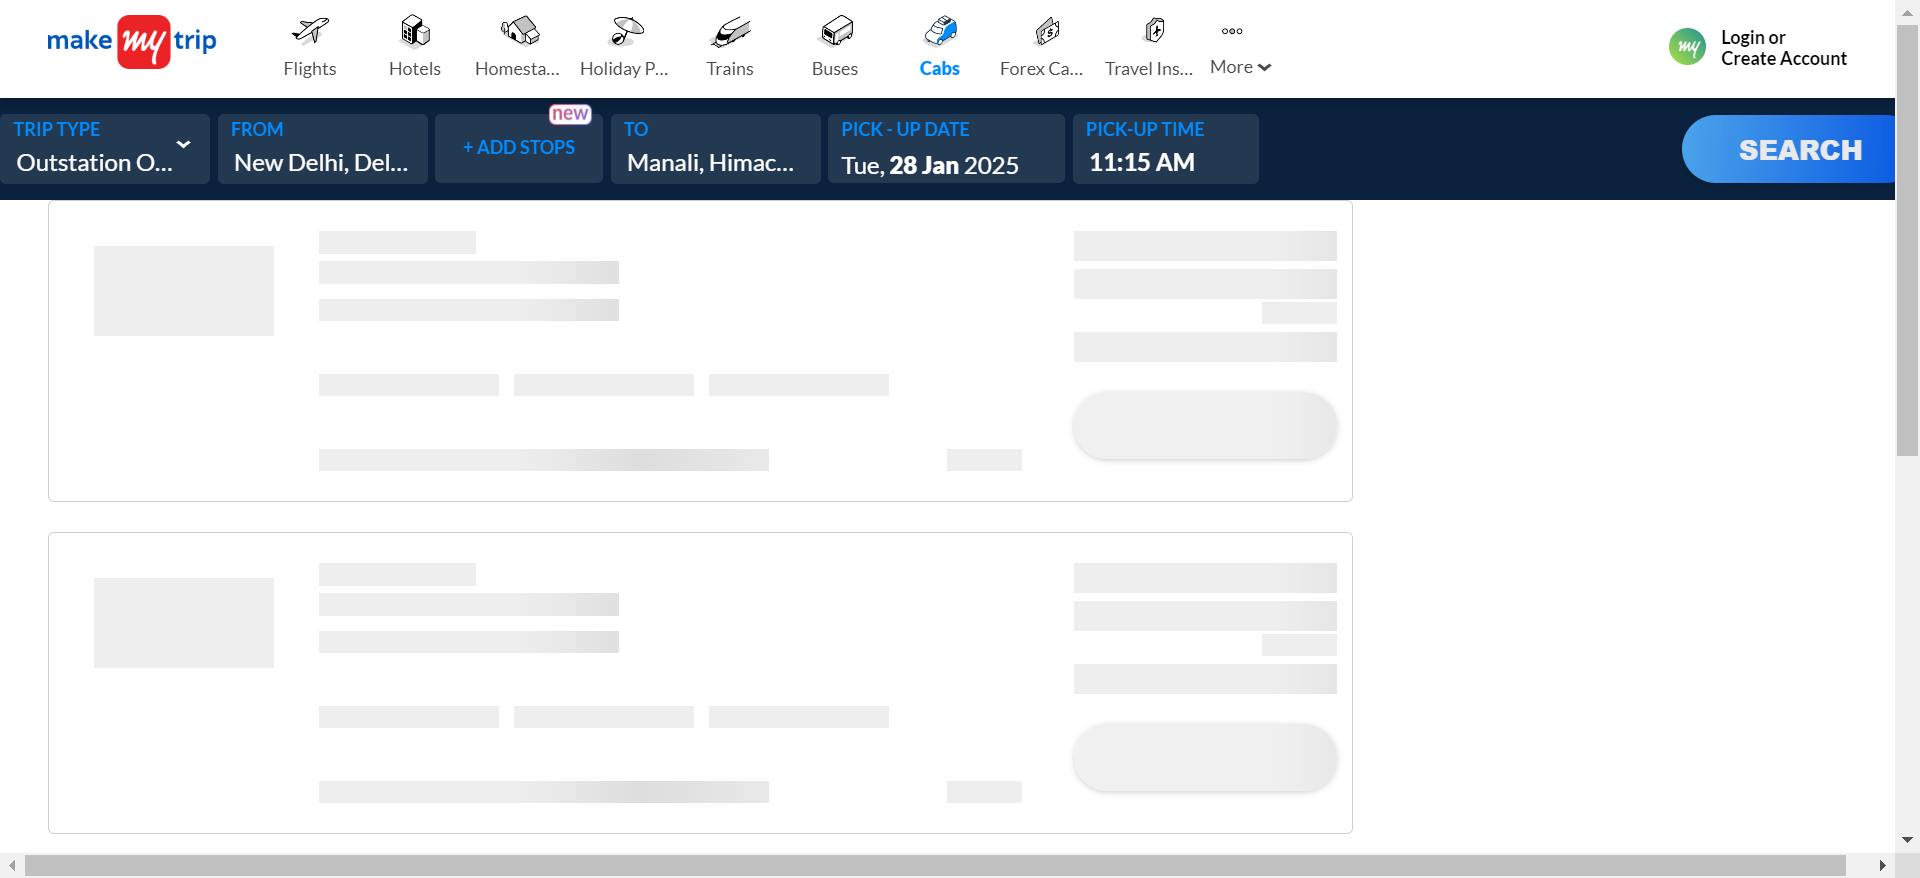 make my trip
Flights
Hotels
Homesta...
Holiday P...
Trains
Buses
Cabs
Forex Ca...
Travel Ins...
More
my
Login or
Create Account
TRIP TYPE
Outstation O...
FROM
New Delhi, Del...
new
+ ADD STOPS
TO
Manali, Himac...
PICK - UP DATE
Tue, 28 Jan 2025
PICK-UP TIME
11:15 AM
SEARCH